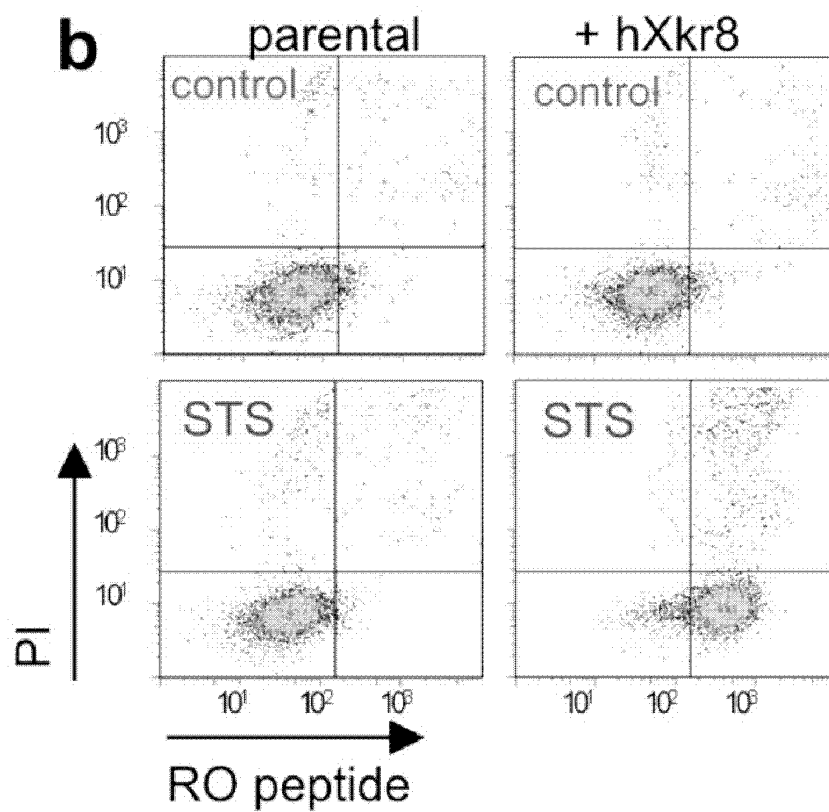 b
parental
+ hXkr8
control
control
10³
10²
10¹
STS
STS
10³
10²
10¹
PI
10¹ 10² 10³
10¹ 10² 10³
RO peptide